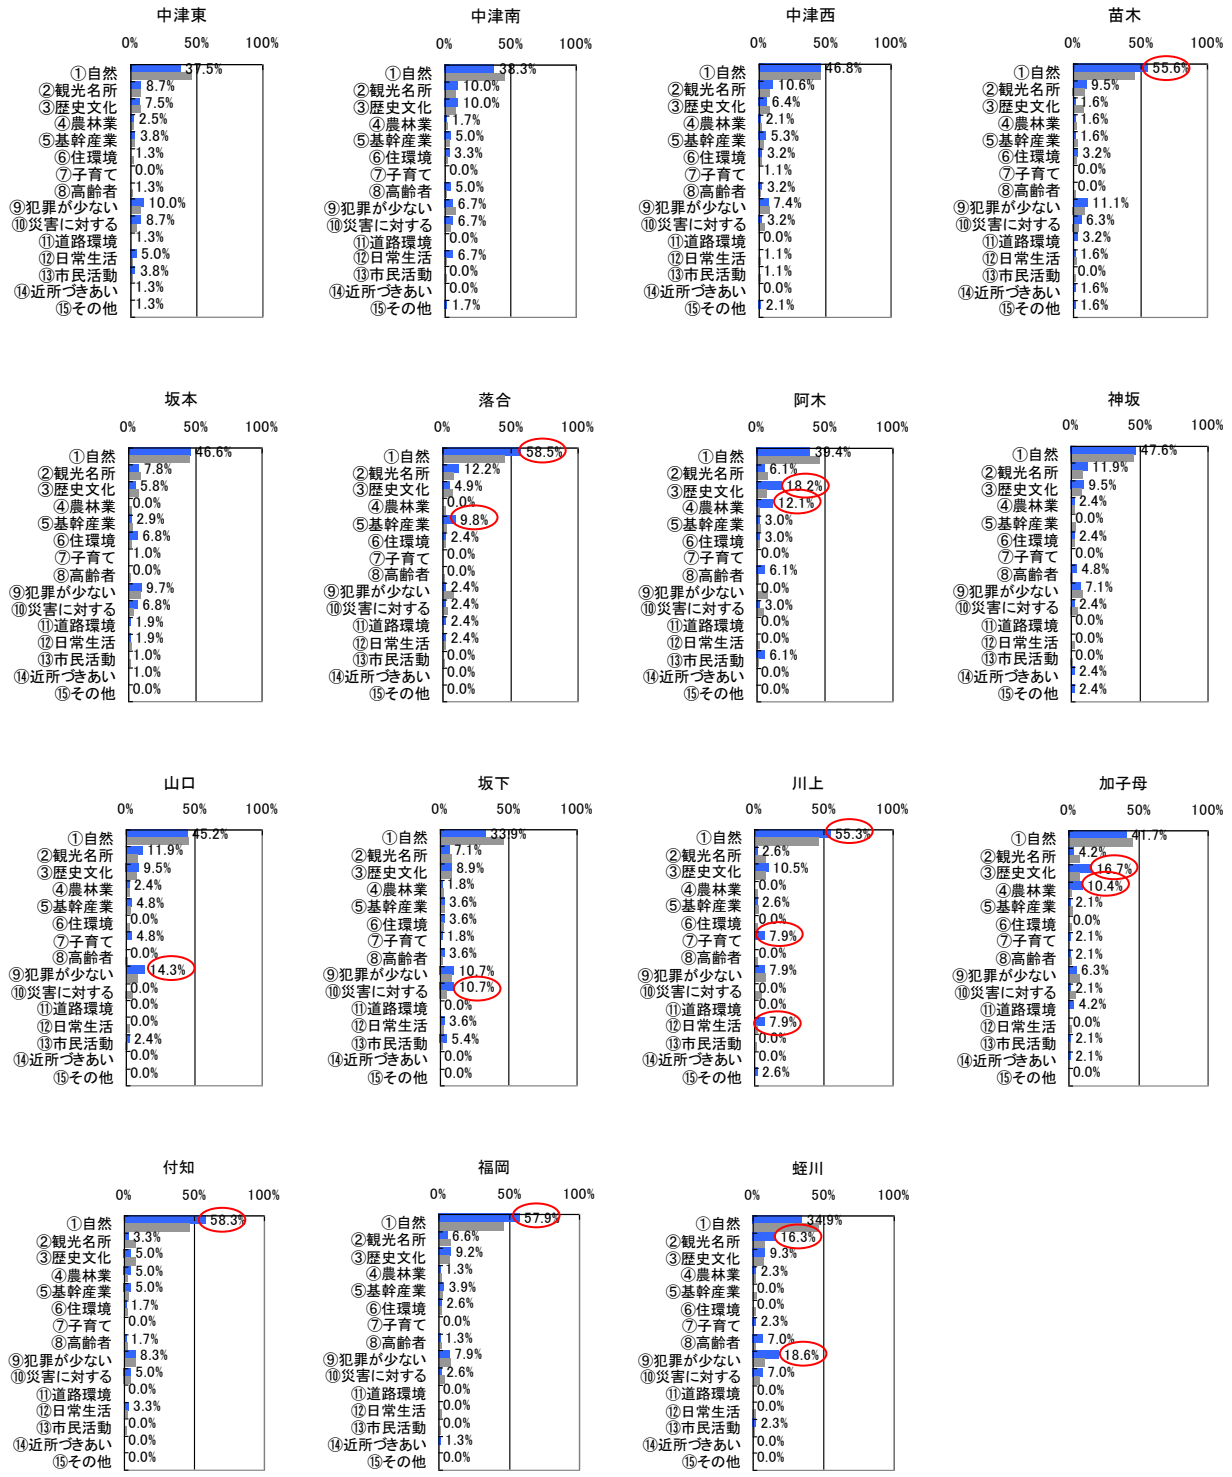 中津東
0% 50% 100%
①自然 37.5%
②観光名所 8.7%
③歴史文化 7.5%
④農林業 2.5%
⑤基幹産業 3.8%
⑥住環境 1.3%
⑦子育て 0.0%
⑧高齢者 1.3%
⑨犯罪が少ない 10.0%
⑩災害に対する 8.7%
⑪道路環境 1.3%
⑫日常生活 5.0%
⑬市民活動 3.8%
⑭近所づきあい 1.3%
⑮その他 1.3%
中津南
0% 50% 100%
①自然 38.3%
②観光名所 10.0%
③歴史文化 10.0%
④農林業 1.7%
⑤基幹産業 5.0%
⑥住環境 3.3%
⑦子育て 0.0%
⑧高齢者 5.0%
⑨犯罪が少ない 6.7%
⑩災害に対する 6.7%
⑪道路環境 0.0%
⑫日常生活 6.7%
⑬市民活動 0.0%
⑭近所づきあい 0.0%
⑮その他 1.7%
中津西
0% 50% 100%
①自然 46.8%
②観光名所 10.6%
③歴史文化 6.4%
④農林業 2.1%
⑤基幹産業 5.3%
⑥住環境 3.2%
⑦子育て 1.1%
⑧高齢者 3.2%
⑨犯罪が少ない 7.4%
⑩災害に対する 3.2%
⑪道路環境 0.0%
⑫日常生活 1.1%
⑬市民活動 1.1%
⑭近所づきあい 0.0%
⑮その他 2.1%
苗木
0% 50% 100%
①自然 55.6%
②観光名所 9.5%
③歴史文化 1.6%
④農林業 1.6%
⑤基幹産業 1.6%
⑥住環境 3.2%
⑦子育て 0.0%
⑧高齢者 0.0%
⑨犯罪が少ない 11.1%
⑩災害に対する 6.3%
⑪道路環境 3.2%
⑫日常生活 1.6%
⑬市民活動 0.0%
⑭近所づきあい 1.6%
⑮その他 1.6%
坂本
0% 50% 100%
①自然 46.6%
②観光名所 7.8%
③歴史文化 5.8%
④農林業 0.0%
⑤基幹産業 2.9%
⑥住環境 6.8%
⑦子育て 1.0%
⑧高齢者 0.0%
⑨犯罪が少ない 9.7%
⑩災害に対する 6.8%
⑪道路環境 1.9%
⑫日常生活 1.9%
⑬市民活動 1.0%
⑭近所づきあい 1.0%
⑮その他 0.0%
落合
0% 50% 100%
①自然 58.5%
②観光名所 12.2%
③歴史文化 4.9%
④農林業 0.0%
⑤基幹産業 9.8%
⑥住環境 2.4%
⑦子育て 0.0%
⑧高齢者 0.0%
⑨犯罪が少ない 2.4%
⑩災害に対する 2.4%
⑪道路環境 2.4%
⑫日常生活 2.4%
⑬市民活動 0.0%
⑭近所づきあい 0.0%
⑮その他 0.0%
阿木
0% 50% 100%
①自然 39.4%
②観光名所 6.1%
③歴史文化 18.2%
④農林業 12.1%
⑤基幹産業 3.0%
⑥住環境 3.0%
⑦子育て 0.0%
⑧高齢者 6.1%
⑨犯罪が少ない 0.0%
⑩災害に対する 3.0%
⑪道路環境 0.0%
⑫日常生活 0.0%
⑬市民活動 6.1%
⑭近所づきあい 0.0%
⑮その他 0.0%
神坂
0% 50% 100%
①自然 47.6%
②観光名所 11.9%
③歴史文化 9.5%
④農林業 2.4%
⑤基幹産業 0.0%
⑥住環境 2.4%
⑦子育て 0.0%
⑧高齢者 4.8%
⑨犯罪が少ない 7.1%
⑩災害に対する 2.4%
⑪道路環境 0.0%
⑫日常生活 0.0%
⑬市民活動 0.0%
⑭近所づきあい 2.4%
⑮その他 2.4%
山口
0% 50% 100%
①自然 45.2%
②観光名所 11.9%
③歴史文化 9.5%
④農林業 2.4%
⑤基幹産業 4.8%
⑥住環境 0.0%
⑦子育て 4.8%
⑧高齢者 0.0%
⑨犯罪が少ない 14.3%
⑩災害に対する 0.0%
⑪道路環境 0.0%
⑫日常生活 0.0%
⑬市民活動 2.4%
⑭近所づきあい 0.0%
⑮その他 0.0%
坂下
0% 50% 100%
①自然 33.9%
②観光名所 7.1%
③歴史文化 8.9%
④農林業 1.8%
⑤基幹産業 3.6%
⑥住環境 3.6%
⑦子育て 1.8%
⑧高齢者 3.6%
⑨犯罪が少ない 10.7%
⑩災害に対する 10.7%
⑪道路環境 0.0%
⑫日常生活 3.6%
⑬市民活動 5.4%
⑭近所づきあい 0.0%
⑮その他 0.0%
川上
0% 50% 100%
①自然 55.3%
②観光名所 2.6%
③歴史文化 10.5%
④農林業 0.0%
⑤基幹産業 2.6%
⑥住環境 0.0%
⑦子育て 7.9%
⑧高齢者 0.0%
⑨犯罪が少ない 7.9%
⑩災害に対する 0.0%
⑪道路環境 0.0%
⑫日常生活 7.9%
⑬市民活動 0.0%
⑭近所づきあい 0.0%
⑮その他 2.6%
加子母
0% 50% 100%
①自然 41.7%
②観光名所 4.2%
③歴史文化 16.7%
④農林業 10.4%
⑤基幹産業 2.1%
⑥住環境 0.0%
⑦子育て 2.1%
⑧高齢者 2.1%
⑨犯罪が少ない 6.3%
⑩災害に対する 2.1%
⑪道路環境 4.2%
⑫日常生活 0.0%
⑬市民活動 2.1%
⑭近所づきあい 2.1%
⑮その他 0.0%
付知
0% 50% 100%
①自然 58.3%
②観光名所 3.3%
③歴史文化 5.0%
④農林業 5.0%
⑤基幹産業 5.0%
⑥住環境 1.7%
⑦子育て 0.0%
⑧高齢者 1.7%
⑨犯罪が少ない 8.3%
⑩災害に対する 5.0%
⑪道路環境 0.0%
⑫日常生活 3.3%
⑬市民活動 0.0%
⑭近所づきあい 0.0%
⑮その他 0.0%
福岡
0% 50% 100%
①自然 57.9%
②観光名所 6.6%
③歴史文化 9.2%
④農林業 1.3%
⑤基幹産業 3.9%
⑥住環境 2.6%
⑦子育て 0.0%
⑧高齢者 1.3%
⑨犯罪が少ない 7.9%
⑩災害に対する 2.6%
⑪道路環境 0.0%
⑫日常生活 0.0%
⑬市民活動 0.0%
⑭近所づきあい 1.3%
⑮その他 0.0%
蛭川
0% 50% 100%
①自然 34.9%
②観光名所 16.3%
③歴史文化 9.3%
④農林業 2.3%
⑤基幹産業 0.0%
⑥住環境 0.0%
⑦子育て 2.3%
⑧高齢者 7.0%
⑨犯罪が少ない 18.6%
⑩災害に対する 7.0%
⑪道路環境 0.0%
⑫日常生活 0.0%
⑬市民活動 2.3%
⑭近所づきあい 0.0%
⑮その他 0.0%